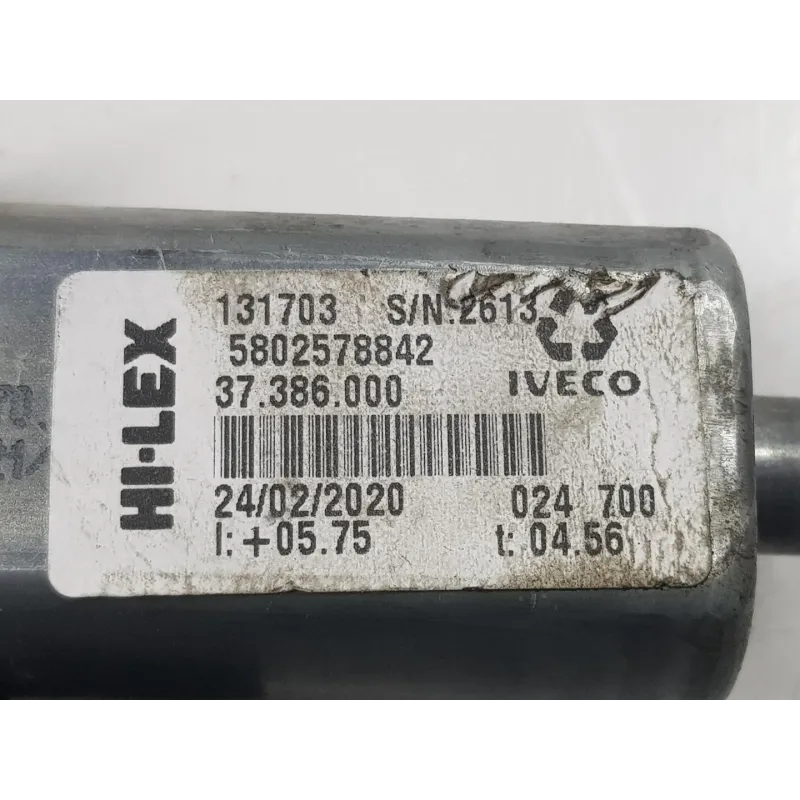 HI-LEX
131703 S/N:2613
5802578842
37.386.000
IVECO
24/02/2020 024 700
I: +05.75 t: 04.56